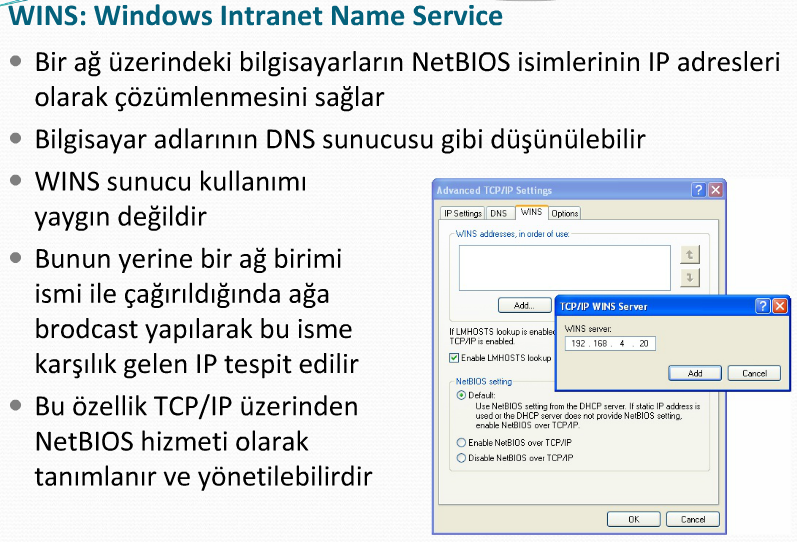 WINS: Windows Intranet Name Service
Bir ağ üzerindeki bilgisayarların NetBIOS isimlerinin IP adresleri
olarak çözümlenmesini sağlar
Bilgisayar adlarının DNS sunucusu gibi düşünülebilir
WINS sunucu kullanımı
yaygın değildir
Bunun yerine bir ağ birimi
ismi ile çağırıldığında ağa
brodcast yapılarak bu isme
karşılık gelen IP tespit edilir
Bu özellik TCP/IP üzerinden
NetBIOS hizmeti olarak
tanımlanır ve yönetilebilirdir
Advanced TCP/IP Settings
IP Settings DNS WINS Options
WINS addresses, in order of use:
Add...
If LMHOSTS lookup is enabled
TCP/IP is enabled.
Enable LMHOSTS lookup
TCP/IP WINS Server
WINS server:
192 . 168 . 4 . 20
Add Cancel
NetBIOS setting
Default:
Use NetBIOS setting from the DHCP server. If static IP address is
used or the DHCP server does not provide NetBIOS setting,
enable NetBIOS over TCP/IP.
Enable NetBIOS over TCP/IP
Disable NetBIOS over TCP/IP
OK Cancel